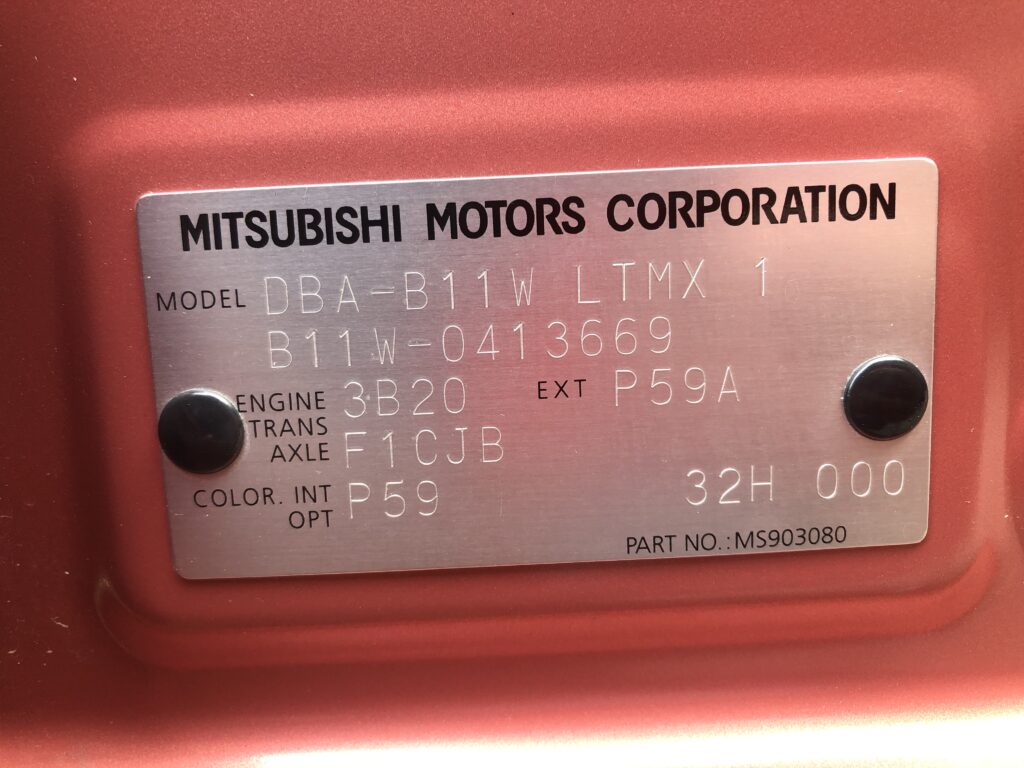 MITSUBISHI MOTORS CORPORATION
MODEL DBA-B11W LTMX 1
B11W-0413669
ENGINE 3B20 EXT P59A
TRANS
AXLE F1CJB
COLOR. INT P59
OPT 32H 000
PART NO.:MS903080